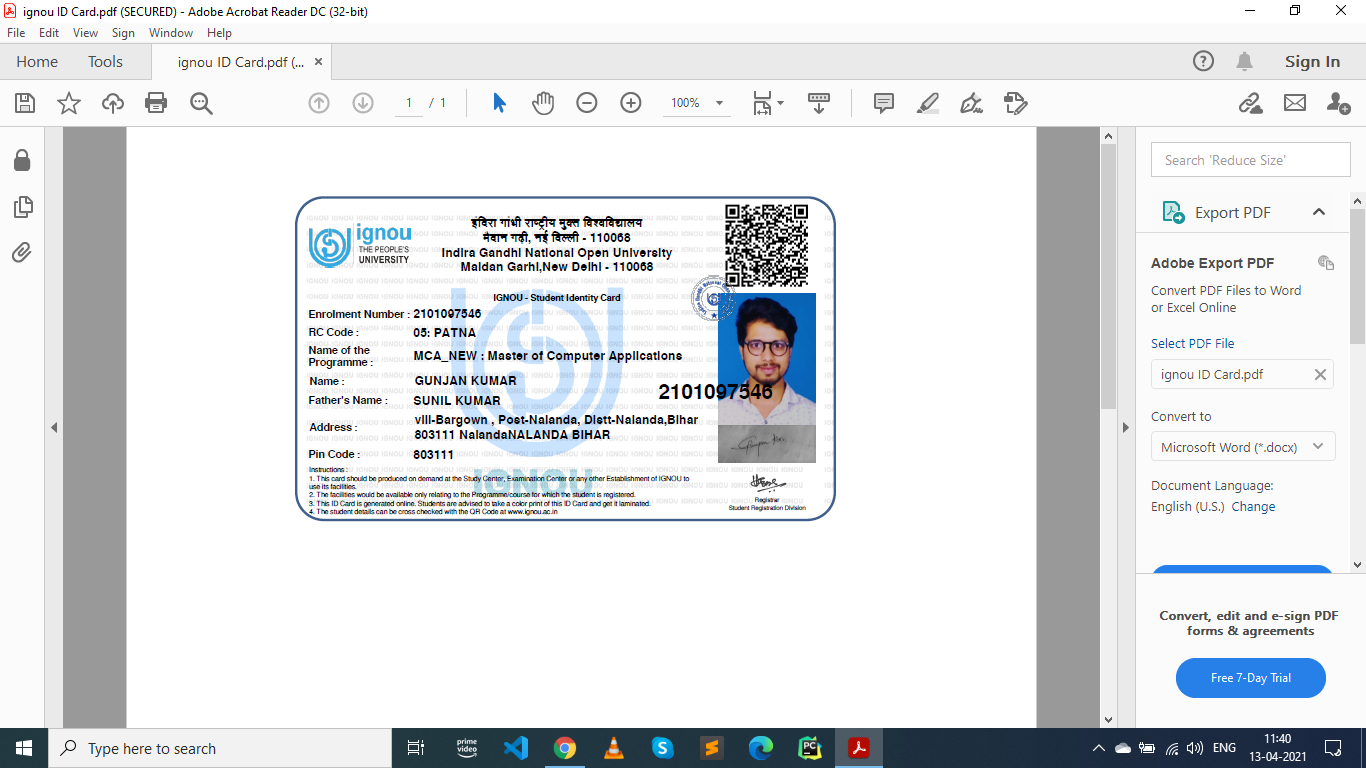 ignou ID Card.pdf (SECURED) - Adobe Acrobat Reader DC (32-bit)
File Edit View Sign Window Help
Home Tools ignou ID Card.pdf (... × Sign In
1 / 1 100%
Search 'Reduce Size'
Export PDF
Adobe Export PDF
Convert PDF Files to Word
or Excel Online
Select PDF File
ignou ID Card.pdf
Convert to
Microsoft Word (*.docx)
Document Language:
English (U.S.) Change
Convert, edit and e-sign PDF
forms & agreements
Free 7-Day Trial
ignou
THE PEOPLE'S
UNIVERSITY
इंदिरा गांधी राष्ट्रीय मुक्त विश्वविद्यालय
मैदान गढ़ी, नई दिल्ली - 110068
Indira Gandhi National Open University
Maidan Garhi,New Delhi - 110068
IGNOU - Student Identity Card
Enrolment Number : 2101097546
RC Code : 05: PATNA
Name of the
Programme : MCA_NEW : Master of Computer Applications
Name : GUNJAN KUMAR
Father's Name : SUNIL KUMAR
2101097546
Address : vill-Bargown , Post-Nalanda, Distt-Nalanda,Bihar
803111 NalandaNALANDA BIHAR
Pin Code : 803111
IGNOU
Instructions :
1. This card should be produced on demand at the Study Center, Examination Center or any other Establishment of IGNOU to
use its facilities.
2. The facilities would be available only relating to the Programme/course for which the student is registered.
3. This ID Card is generated online. Students are advised to take a color print of this ID Card and get it laminated.
4. The student details can be cross checked with the QR Code at www.ignou.ac.in
Registrar
Student Registration Division
Type here to search
prime
video
PC
ENG
11:40
13-04-2021